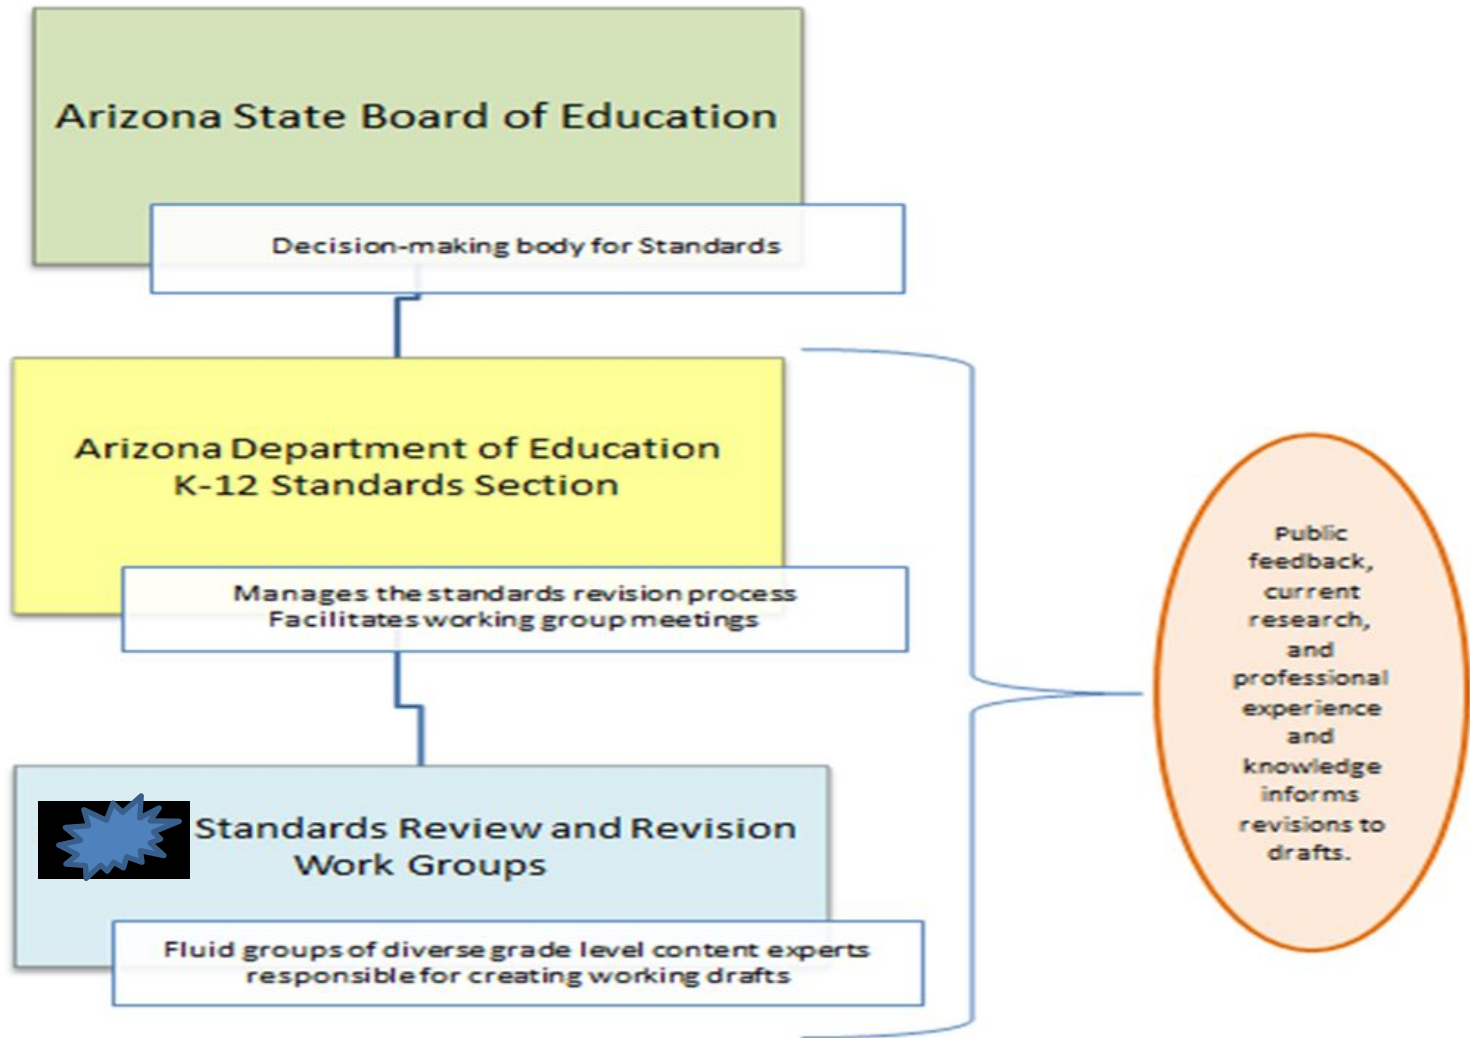 Arizona State Board of Education
Decision-making body for Standards
Arizona Department of Education
K-12 Standards Section
Manages the standards revision process
Facilitates working group meetings
Standards Review and Revision
Work Groups
Fluid groups of diverse grade level content experts
responsible for creating working drafts
Public
feedback,
current
research,
and
professional
experience
and
knowledge
informs
revisions to
drafts.